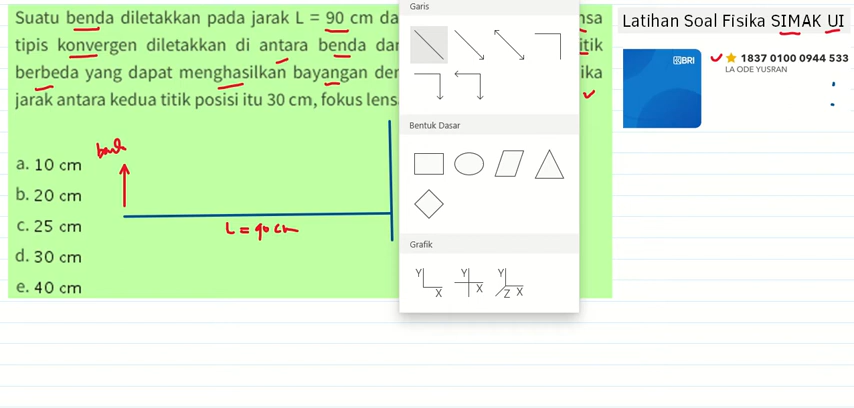 Suatu benda diletakkan pada jarak L = 90 cm da
nsa
tipis konvergen diletakkan di antara benda dan
itik
berbeda yang dapat menghasilkan bayangan den
ika
jarak antara kedua titik posisi itu 30 cm, fokus lens
a. 10 cm
b. 20 cm
c. 25 cm
d. 30 cm
e. 40 cm
L = 90 cm
Garis
Bentuk Dasar
Grafik
Y
X
Y
X
Y
Z X
Latihan Soal Fisika SIMAK UI
BRI
1837 0100 0944 533
LA ODE YUSRAN